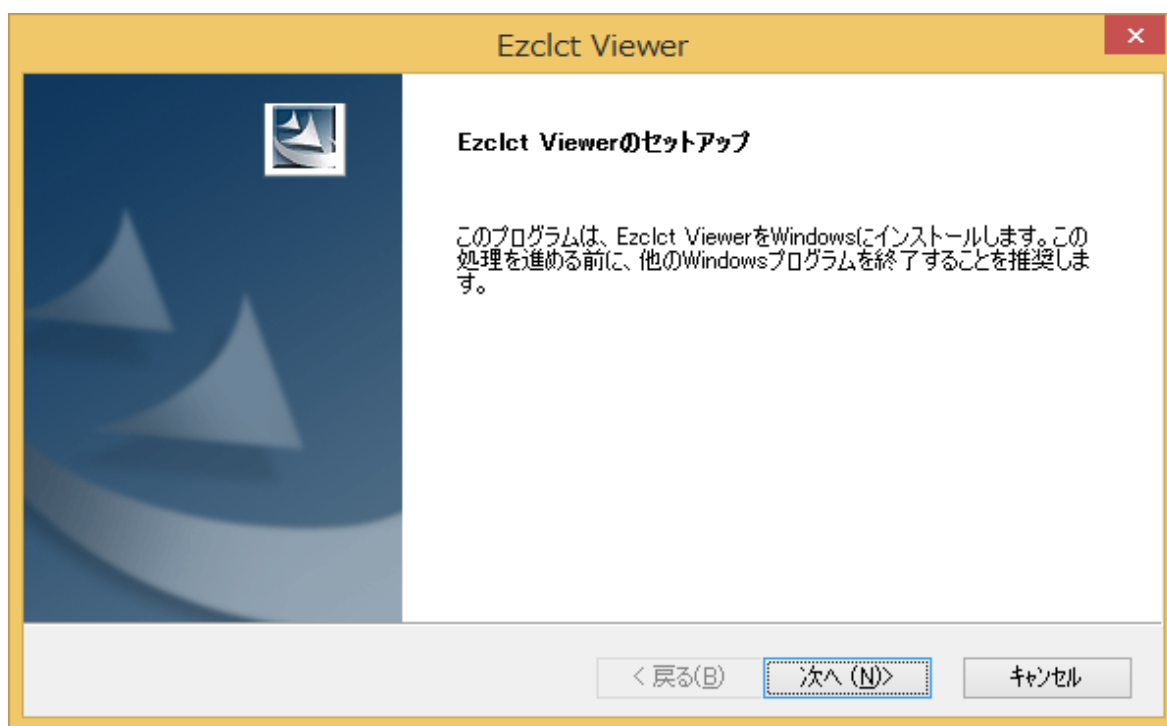 Ezclct Viewer
Ezclct Viewerのセットアップ
このプログラムは、Ezclct ViewerをWindowsにインストールします。この
処理を進める前に、他のWindowsプログラムを終了することを推奨しま
す。
< 戻る(B)
次へ (N)>
キャンセル